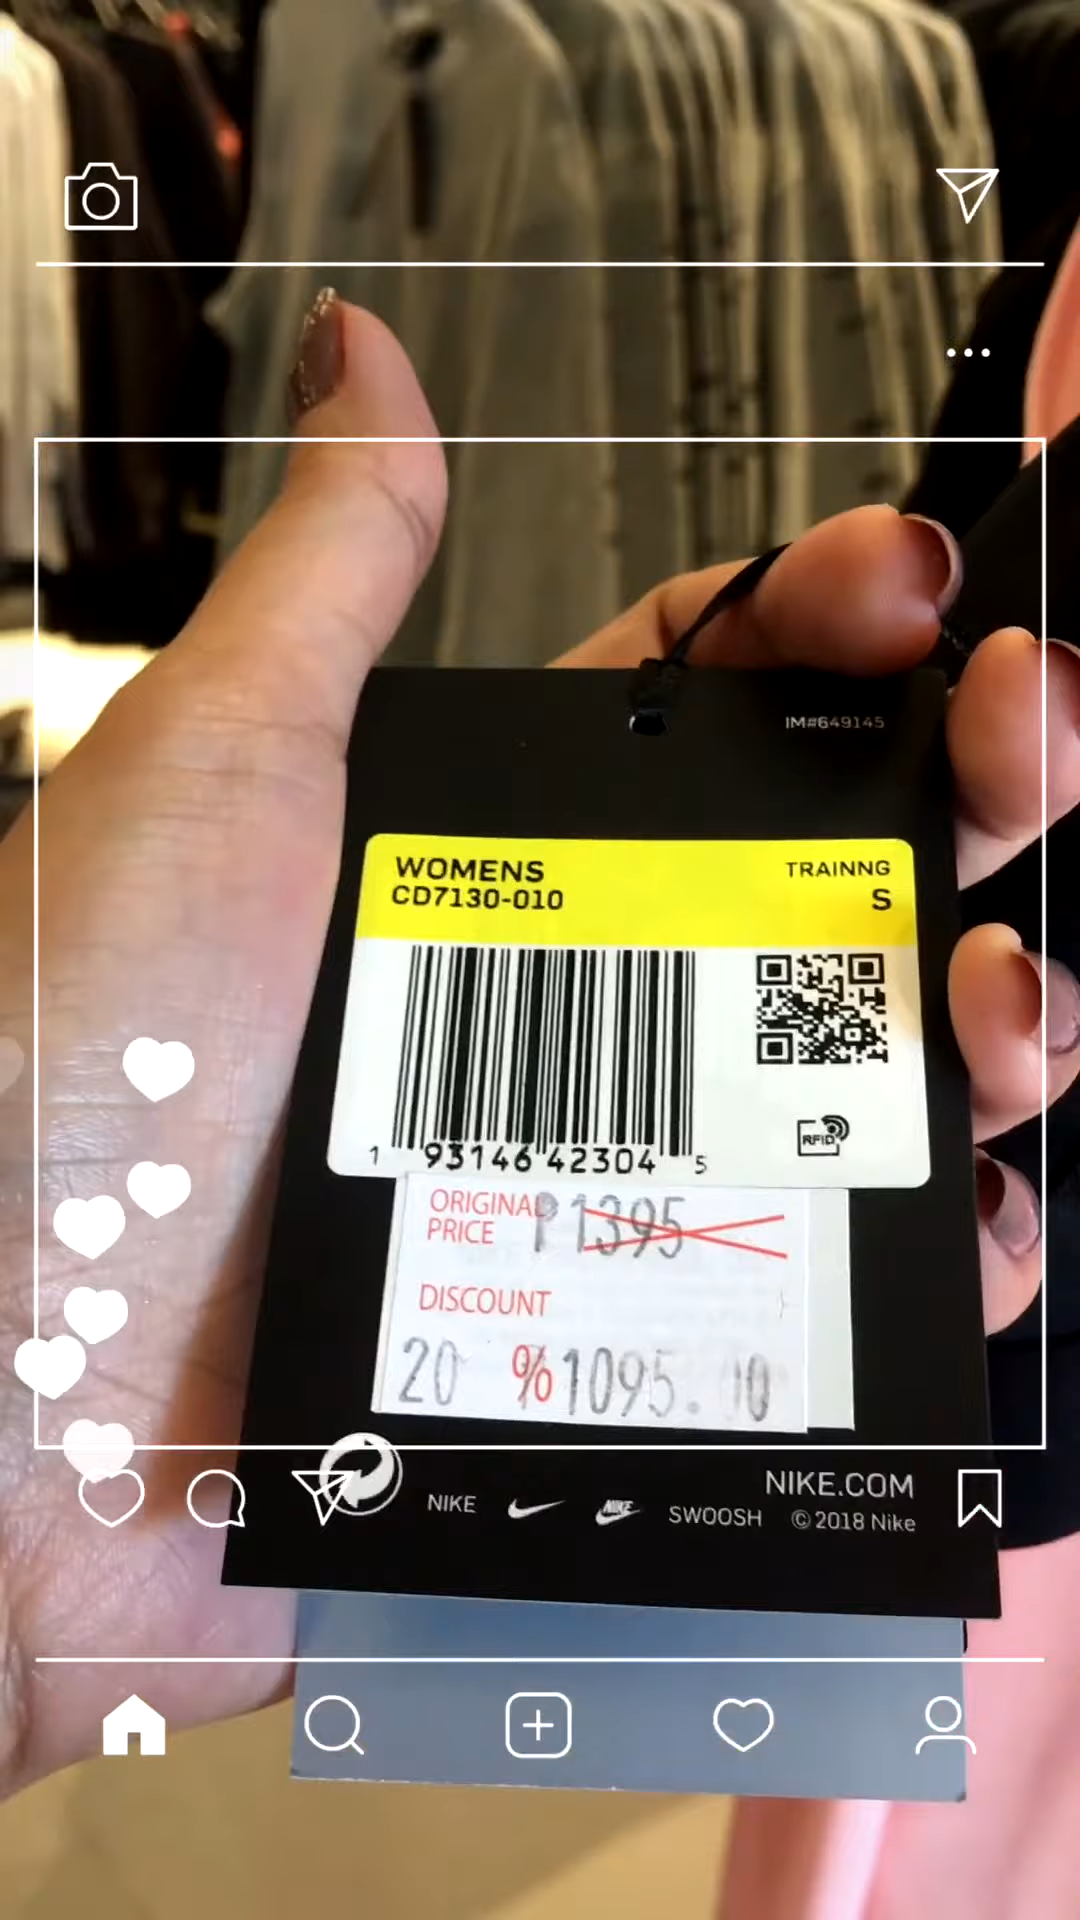 IM#649145
WOMENS
CD7130-010
TRAINNG
S
1 93146 42304 5
RFID
ORIGINAL
PRICE
P1395
DISCOUNT
20 % 1095.00
NIKE.COM
NIKE NIKE SWOOSH © 2018 Nike